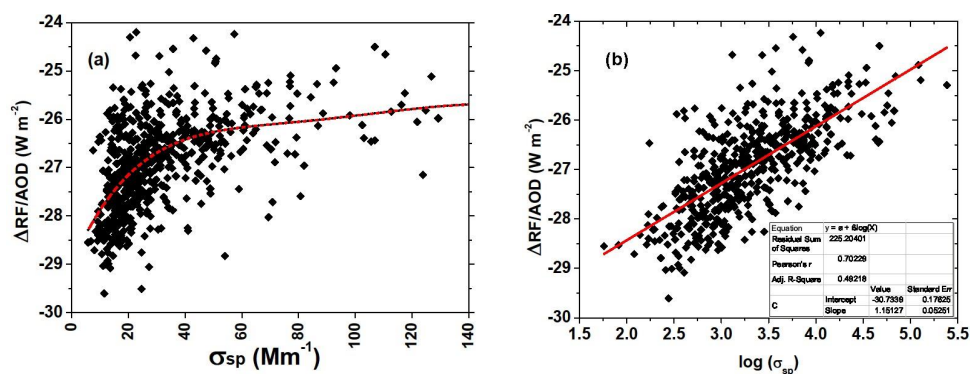 (a)
ΔRF/AOD (W m-2)
-24
-25
-26
-27
-28
-29
-30
0 20 40 60 80 100 120 140
σsp (Mm-1)
(b)
ΔRF/AOD (W m-2)
-24
-25
-26
-27
-28
-29
-30
Equation y = a + &log(X)
Residual Sum of Squares 225.20401
Pearson's r 0.70228
Adj. R-Square 0.49218
Value Standard Err
C Intercept -30.7339 0.17625
Slope 1.15127 0.05251
1.5 2.0 2.5 3.0 3.5 4.0 4.5 5.0 5.5
log (σsp)